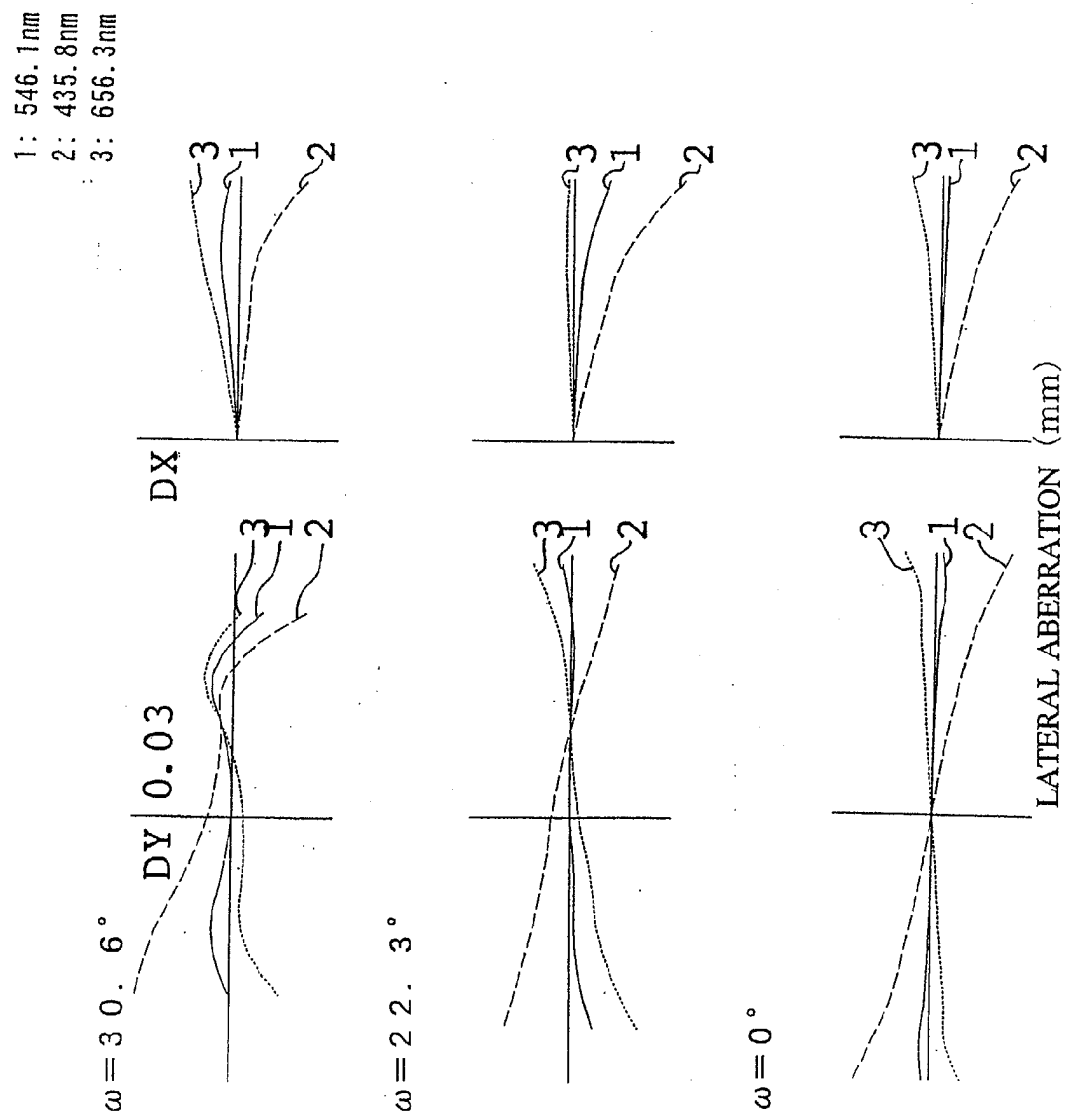 1: 546.1nm
2: 435.8nm
3: 656.3nm
ω=30.6°
DY 0.03
3
1
2
DX
3
1
2
ω=22.3°
3
1
2
3
1
2
ω=0°
3
1
2
3
1
2
LATERAL ABERRATION (mm)